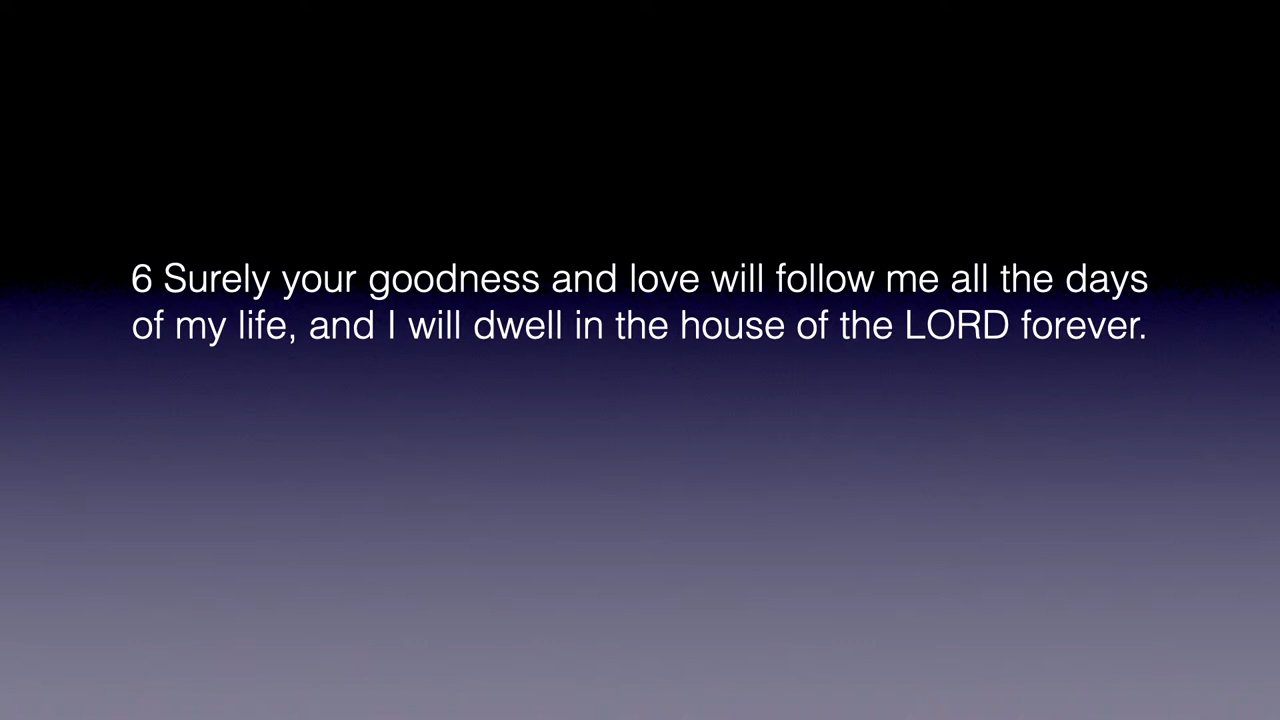 6 Surely your goodness and love will follow me all the days
of my life, and I will dwell in the house of the LORD forever.